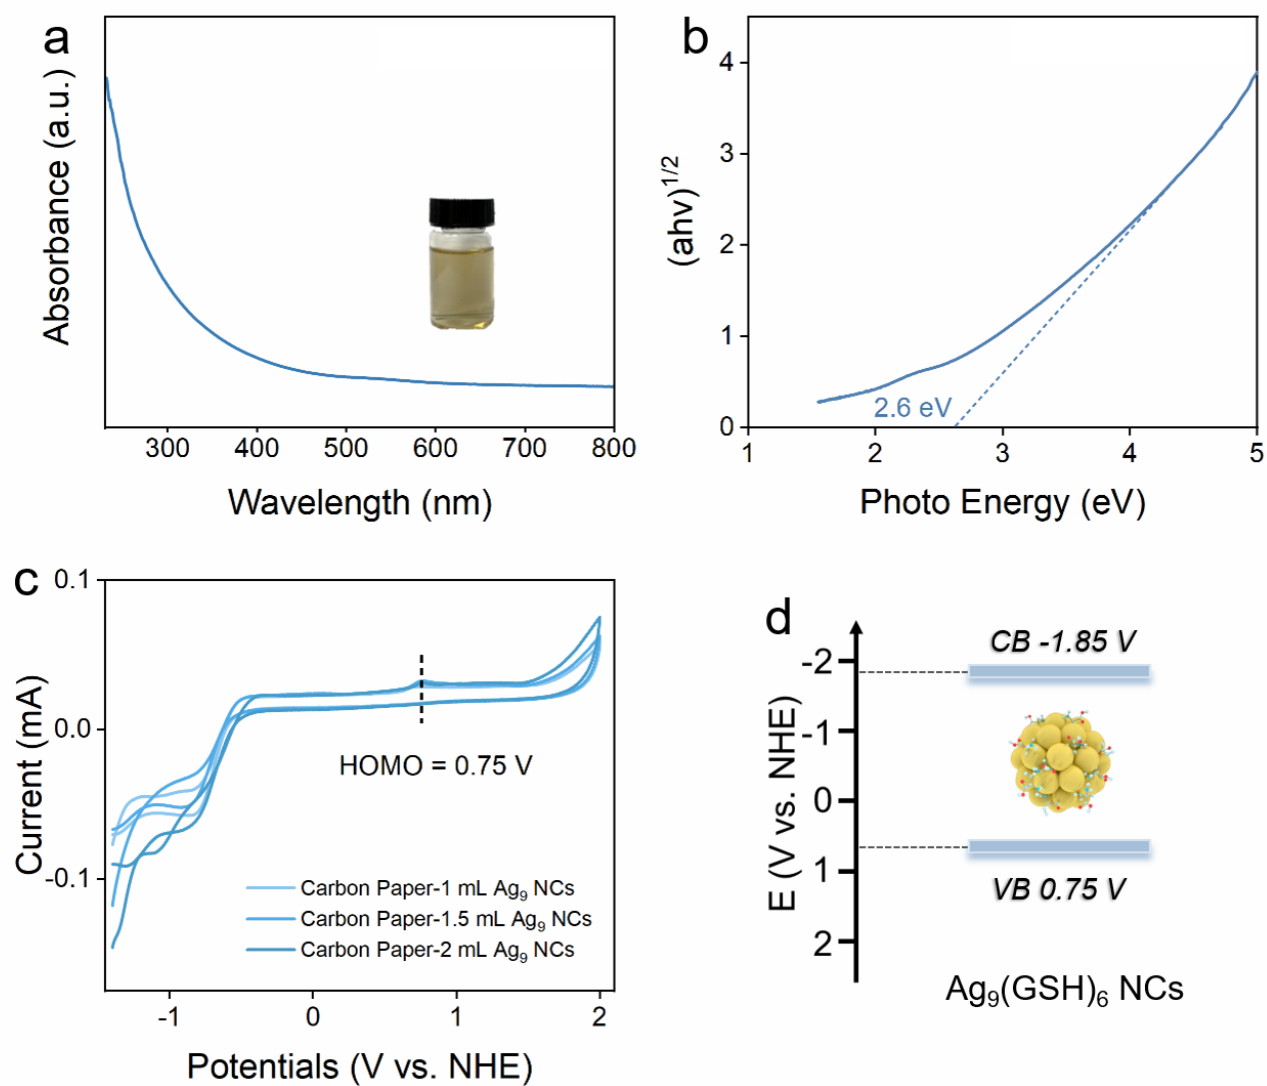 a
Absorbance (a.u.)
300 400 500 600 700 800
Wavelength (nm)
b
(ahv)1/2
4
3
2
1
0
2.6 eV
1 2 3 4 5
Photo Energy (eV)
c
Current (mA)
0.1
0.0
-0.1
HOMO = 0.75 V
Carbon Paper-1 mL Ag9 NCs
Carbon Paper-1.5 mL Ag9 NCs
Carbon Paper-2 mL Ag9 NCs
-1 0 1 2
Potentials (V vs. NHE)
d
E (V vs. NHE)
-2
-1
0
1
2
CB -1.85 V
VB 0.75 V
Ag9(GSH)6 NCs